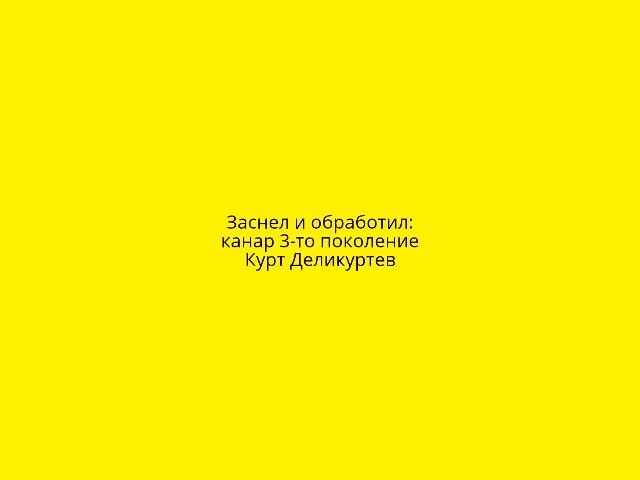 Заснел и обработил:
канар 3-то поколение
Курт Деликуртев